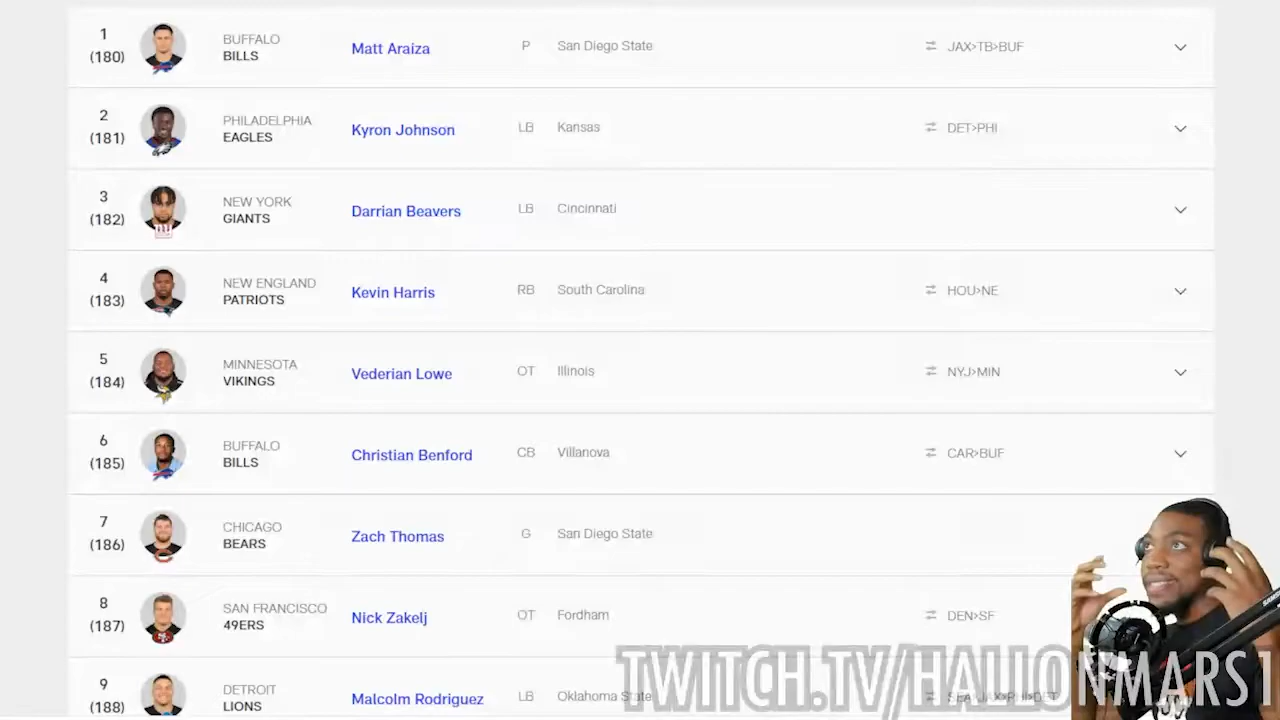 1
(180)
BUFFALO
BILLS
Matt Araiza
P
San Diego State
JAX>TB>BUF
2
(181)
PHILADELPHIA
EAGLES
Kyron Johnson
LB
Kansas
DET>PHI
3
(182)
NEW YORK
GIANTS
Darrian Beavers
LB
Cincinnati
4
(183)
NEW ENGLAND
PATRIOTS
Kevin Harris
RB
South Carolina
HOU>NE
5
(184)
MINNESOTA
VIKINGS
Vederian Lowe
OT
Illinois
NYJ>MIN
6
(185)
BUFFALO
BILLS
Christian Benford
CB
Villanova
CAR>BUF
7
(186)
CHICAGO
BEARS
Zach Thomas
G
San Diego State
8
(187)
SAN FRANCISCO
49ERS
Nick Zakelj
OT
Fordham
DEN>SF
9
(188)
DETROIT
LIONS
Malcolm Rodriguez
LB
Oklahoma State
SEA>JAX>PHI>DET
TWITCH.TV/HALLONMARS1